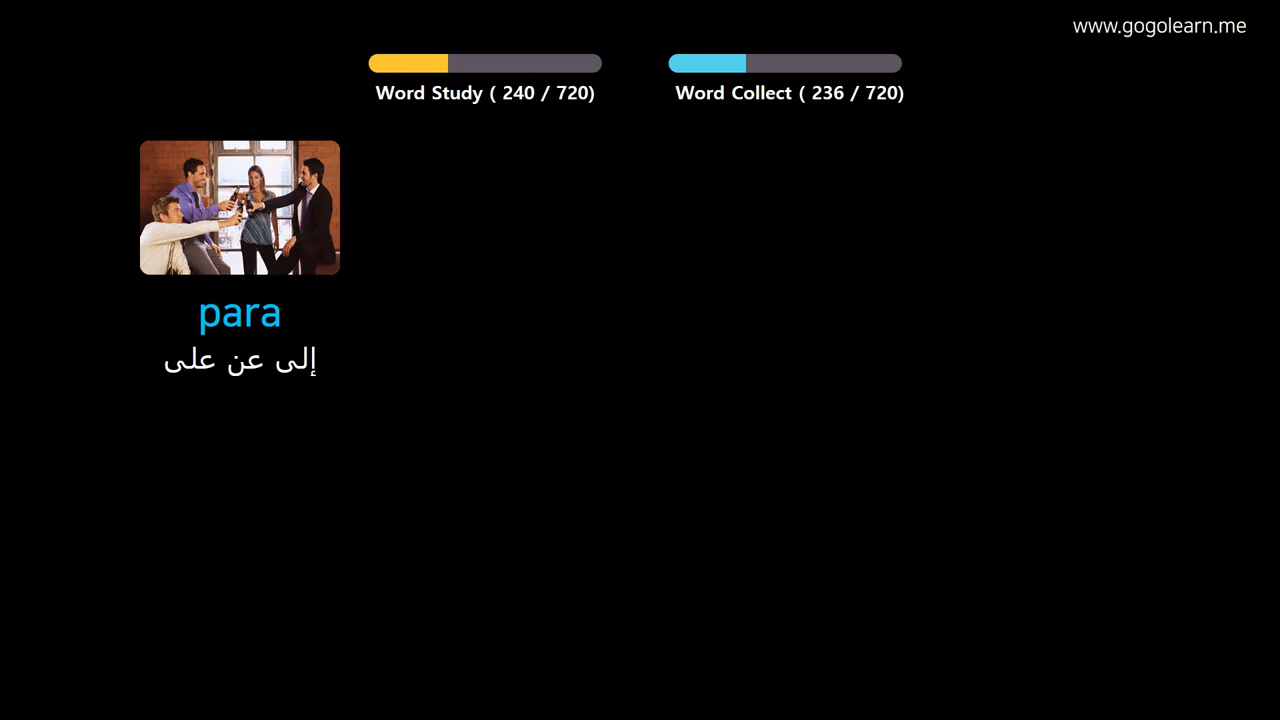 www.gogolearn.me
Word Study ( 240 / 720)
Word Collect ( 236 / 720)
para
إلى عن على